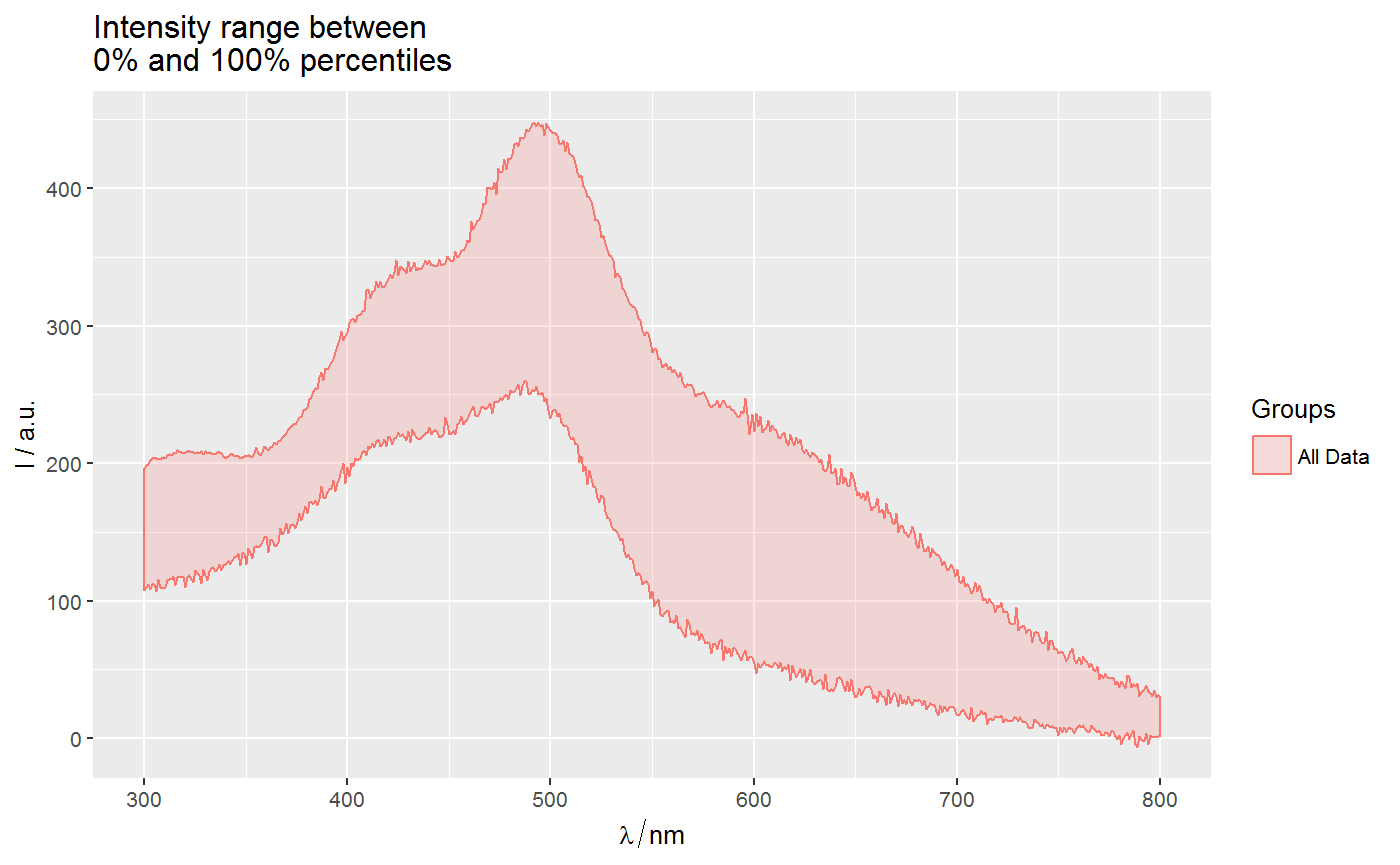 Intensity range between
0% and 100% percentiles
I / a.u.
400
300
200
100
0
300 400 500 600 700 800
λ/nm
Groups
All Data